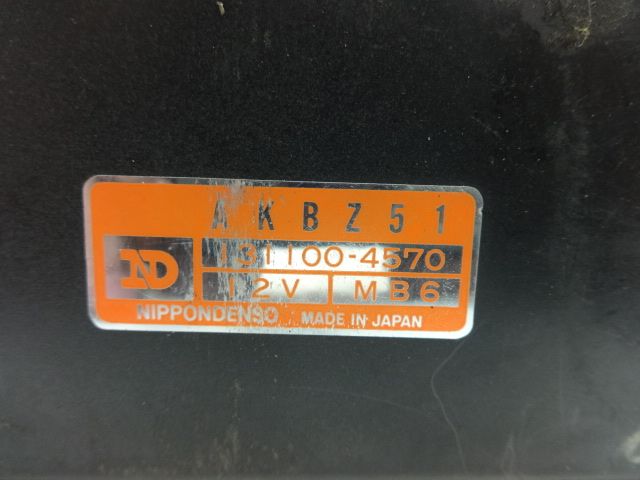 AKBZ51
ND
131100-4570
12V MB6
NIPPONDENSO MADE IN JAPAN